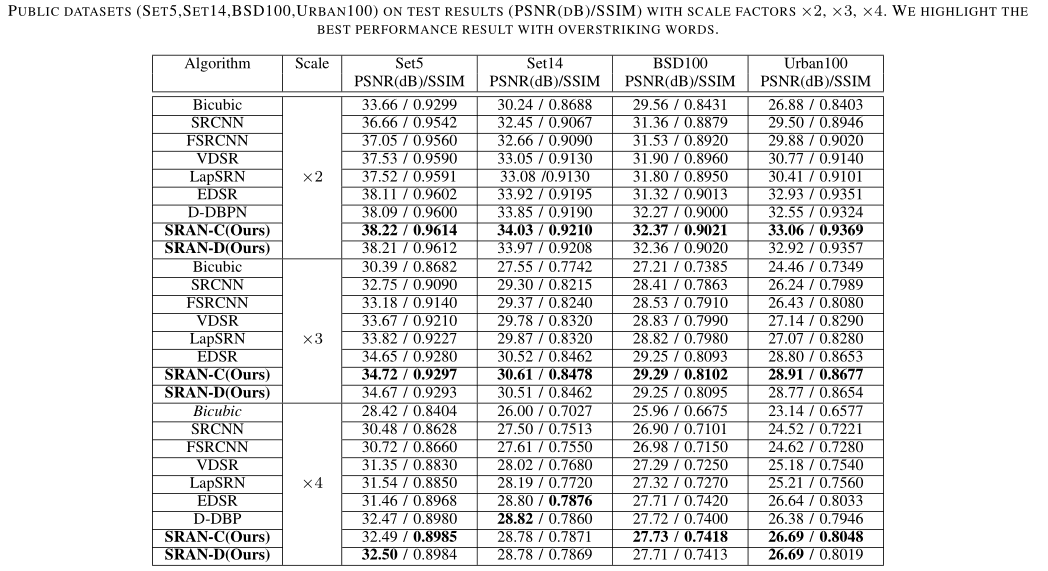 PUBLIC DATASETS (SET5,SET14,BSD100,URBAN100) ON TEST RESULTS (PSNR(DB)/SSIM) WITH SCALE FACTORS ×2, ×3, ×4. WE HIGHLIGHT THE
BEST PERFORMANCE RESULT WITH OVERSTRIKING WORDS.
Algorithm Scale Set5 Set14 BSD100 Urban100
PSNR(dB)/SSIM PSNR(dB)/SSIM PSNR(dB)/SSIM PSNR(dB)/SSIM
Bicubic 33.66 / 0.9299 30.24 / 0.8688 29.56 / 0.8431 26.88 / 0.8403
SRCNN 36.66 / 0.9542 32.45 / 0.9067 31.36 / 0.8879 29.50 / 0.8946
FSRCNN 37.05 / 0.9560 32.66 / 0.9090 31.53 / 0.8920 29.88 / 0.9020
VDSR 37.53 / 0.9590 33.05 / 0.9130 31.90 / 0.8960 30.77 / 0.9140
LapSRN ×2 37.52 / 0.9591 33.08 /0.9130 31.80 / 0.8950 30.41 / 0.9101
EDSR 38.11 / 0.9602 33.92 / 0.9195 31.32 / 0.9013 32.93 / 0.9351
D-DBPN 38.09 / 0.9600 33.85 / 0.9190 32.27 / 0.9000 32.55 / 0.9324
SRAN-C(Ours) 38.22 / 0.9614 34.03 / 0.9210 32.37 / 0.9021 33.06 / 0.9369
SRAN-D(Ours) 38.21 / 0.9612 33.97 / 0.9208 32.36 / 0.9020 32.92 / 0.9357
Bicubic 30.39 / 0.8682 27.55 / 0.7742 27.21 / 0.7385 24.46 / 0.7349
SRCNN 32.75 / 0.9090 29.30 / 0.8215 28.41 / 0.7863 26.24 / 0.7989
FSRCNN 33.18 / 0.9140 29.37 / 0.8240 28.53 / 0.7910 26.43 / 0.8080
VDSR 33.67 / 0.9210 29.78 / 0.8320 28.83 / 0.7990 27.14 / 0.8290
LapSRN ×3 33.82 / 0.9227 29.87 / 0.8320 28.82 / 0.7980 27.07 / 0.8280
EDSR 34.65 / 0.9280 30.52 / 0.8462 29.25 / 0.8093 28.80 / 0.8653
SRAN-C(Ours) 34.72 / 0.9297 30.61 / 0.8478 29.29 / 0.8102 28.91 / 0.8677
SRAN-D(Ours) 34.67 / 0.9293 30.51 / 0.8462 29.25 / 0.8095 28.77 / 0.8654
Bicubic 28.42 / 0.8404 26.00 / 0.7027 25.96 / 0.6675 23.14 / 0.6577
SRCNN 30.48 / 0.8628 27.50 / 0.7513 26.90 / 0.7101 24.52 / 0.7221
FSRCNN 30.72 / 0.8660 27.61 / 0.7550 26.98 / 0.7150 24.62 / 0.7280
VDSR 31.35 / 0.8830 28.02 / 0.7680 27.29 / 0.7250 25.18 / 0.7540
LapSRN ×4 31.54 / 0.8850 28.19 / 0.7720 27.32 / 0.7270 25.21 / 0.7560
EDSR 31.46 / 0.8968 28.80 / 0.7876 27.71 / 0.7420 26.64 / 0.8033
D-DBP 32.47 / 0.8980 28.82 / 0.7860 27.72 / 0.7400 26.38 / 0.7946
SRAN-C(Ours) 32.49 / 0.8985 28.78 / 0.7871 27.73 / 0.7418 26.69 / 0.8048
SRAN-D(Ours) 32.50 / 0.8984 28.78 / 0.7869 27.71 / 0.7413 26.69 / 0.8019